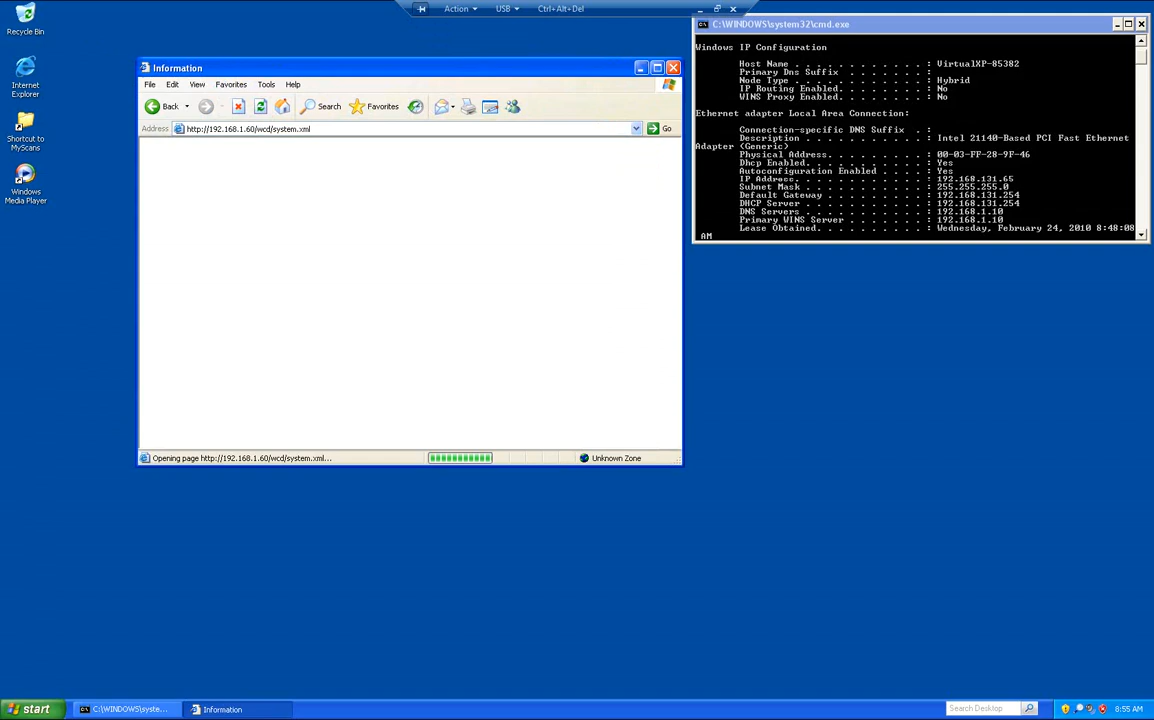 Action
USB
Ctrl+Alt+Del
Recycle Bin
Internet
Explorer
Shortcut to
MyScans
Windows
Media Player
Information
File Edit View Favorites Tools Help
Back Search Favorites
Address http://192.168.1.60/wcd/system.xml Go
Opening page http://192.168.1.60/wcd/system.xml... Unknown Zone
C:\WINDOWS\system32\cmd.exe
Windows IP Configuration
Host Name . . . . . . . . . . . . : VirtualXP-85382
Primary Dns Suffix . . . . . . . :
Node Type . . . . . . . . . . . . : Hybrid
IP Routing Enabled. . . . . . . . : No
WINS Proxy Enabled. . . . . . . . : No
Ethernet adapter Local Area Connection:
Connection-specific DNS Suffix . :
Description . . . . . . . . . . . : Intel 21140-Based PCI Fast Ethernet
Adapter (Generic)
Physical Address. . . . . . . . . : 00-03-FF-28-9F-46
Dhcp Enabled. . . . . . . . . . . : Yes
Autoconfiguration Enabled . . . . : Yes
IP Address. . . . . . . . . . . . : 192.168.131.65
Subnet Mask . . . . . . . . . . . : 255.255.255.0
Default Gateway . . . . . . . . . : 192.168.131.254
DHCP Server . . . . . . . . . . . : 192.168.131.254
DNS Servers . . . . . . . . . . . : 192.168.1.10
Primary WINS Server . . . . . . . : 192.168.1.10
Lease Obtained. . . . . . . . . . : Wednesday, February 24, 2010 8:48:08
AM
start
C:\WINDOWS\syste...
Information
Search Desktop
8:55 AM